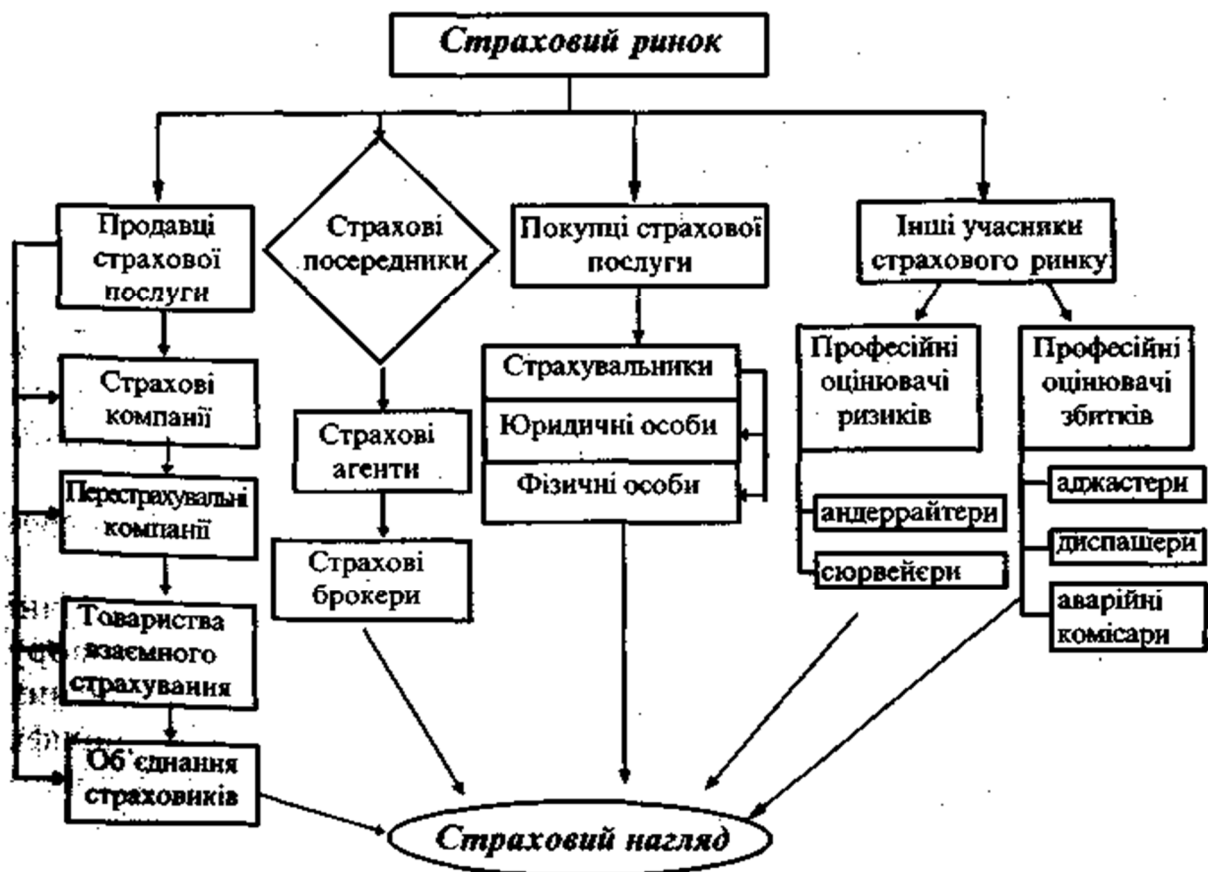 Страховий ринок
Продавці
страхової
послуги
Страхові
компанії
Перестрахувальні
компанії
Товариства
взаємного
страхування
Об'єднання
страховиків
Страхові
посередники
Страхові
агенти
Страхові
брокери
Покупці страхової
послуги
Страхувальники
Юридичні особи
Фізичні особи
Інші учасники
страхового ринку
Професійні
оцінювачі
ризиків
андеррайтери
сюрвейєри
Професійні
оцінювачі
збитків
аджастери
диспашери
аварійні
комісари
Страховий нагляд